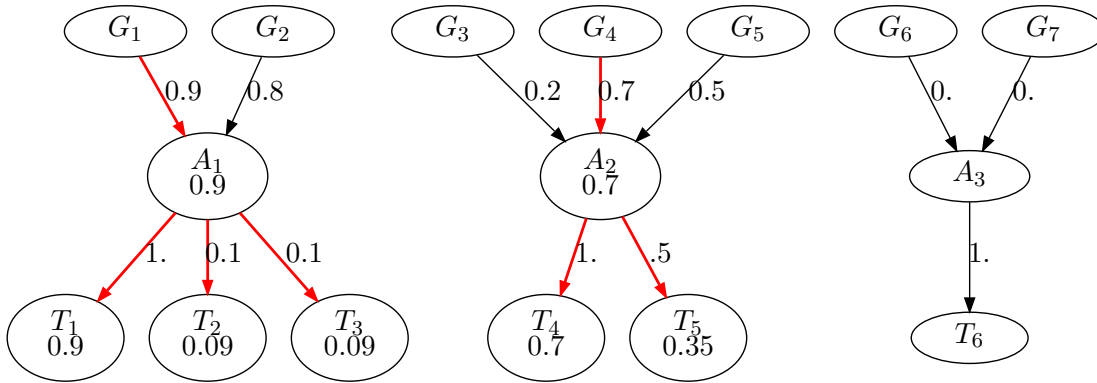 G₁ G₂ G₃ G₄ G₅ G₆ G₇
0.9 0.8 0.2 0.7 0.5 0. 0.
A₁ A₂ A₃
0.9 0.7
1. 0.1 0.1 1. .5 1.
T₁ T₂ T₃ T₄ T₅ T₆
0.9 0.09 0.09 0.7 0.35